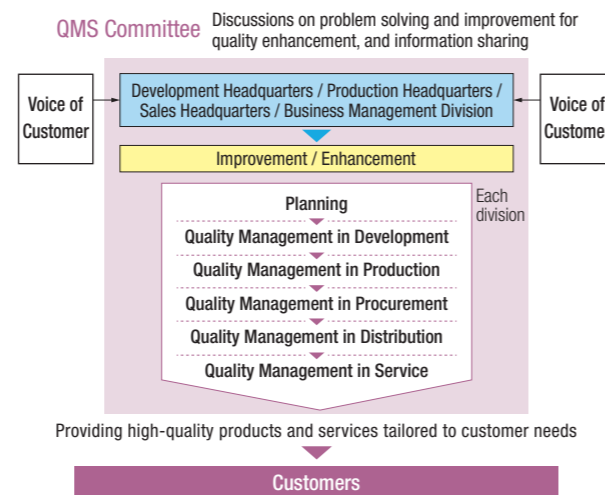 QMS Committee
Discussions on problem solving and improvement for
quality enhancement, and information sharing
Voice of
Customer
Development Headquarters / Production Headquarters /
Sales Headquarters / Business Management Division
Voice of
Custome
Improvement / Enhancement
Each
division
Planning
Quality Management in Development
Quality Management in Production
Quality Management in Procurement
Quality Management in Distribution
Quality Management in Service
Providing high-quality products and services tailored to customer needs
Customers